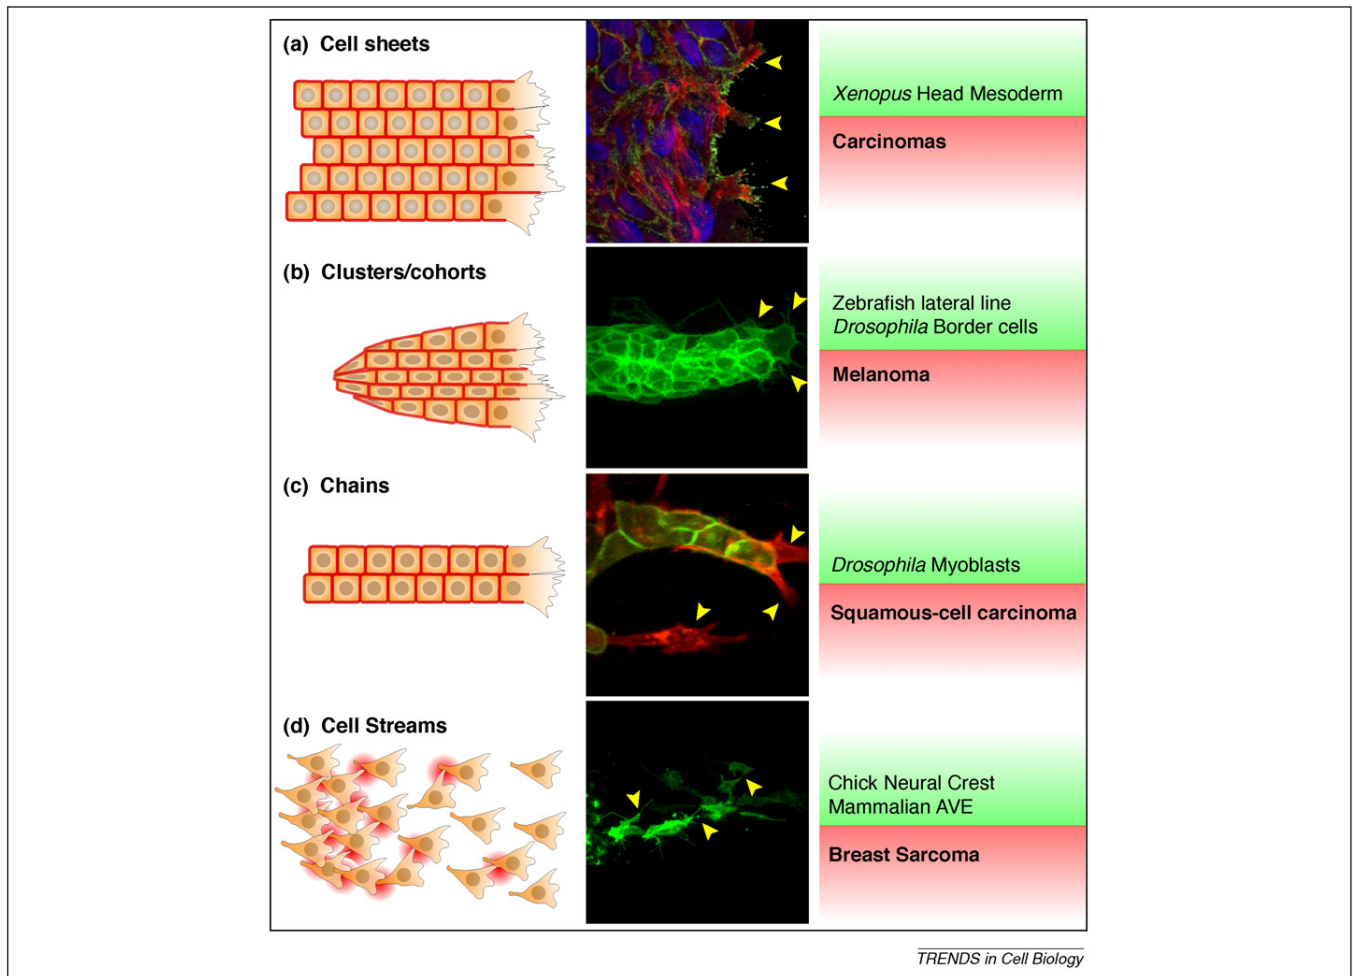 (a) Cell sheets
Xenopus Head Mesoderm
Carcinomas
(b) Clusters/cohorts
Zebrafish lateral line
Drosophila Border cells
Melanoma
(c) Chains
Drosophila Myoblasts
Squamous-cell carcinoma
(d) Cell Streams
Chick Neural Crest
Mammalian AVE
Breast Sarcoma
TRENDS in Cell Biology